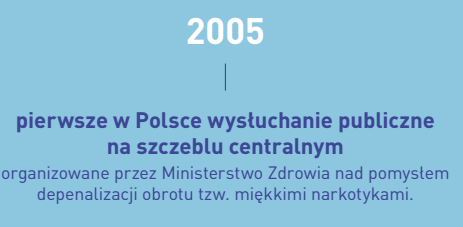 2005
pierwsze w Polsce wysłuchanie publiczne
na szczeblu centralnym
organizowane przez Ministerstwo Zdrowia nad pomysłem
depenalizacji obrotu tzw. miękkimi narkotykami.